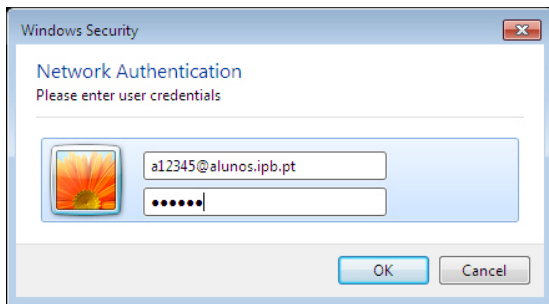 Windows Security
Network Authentication
Please enter user credentials
a12345@alunos.ipb.pt
••••••
OK
Cancel